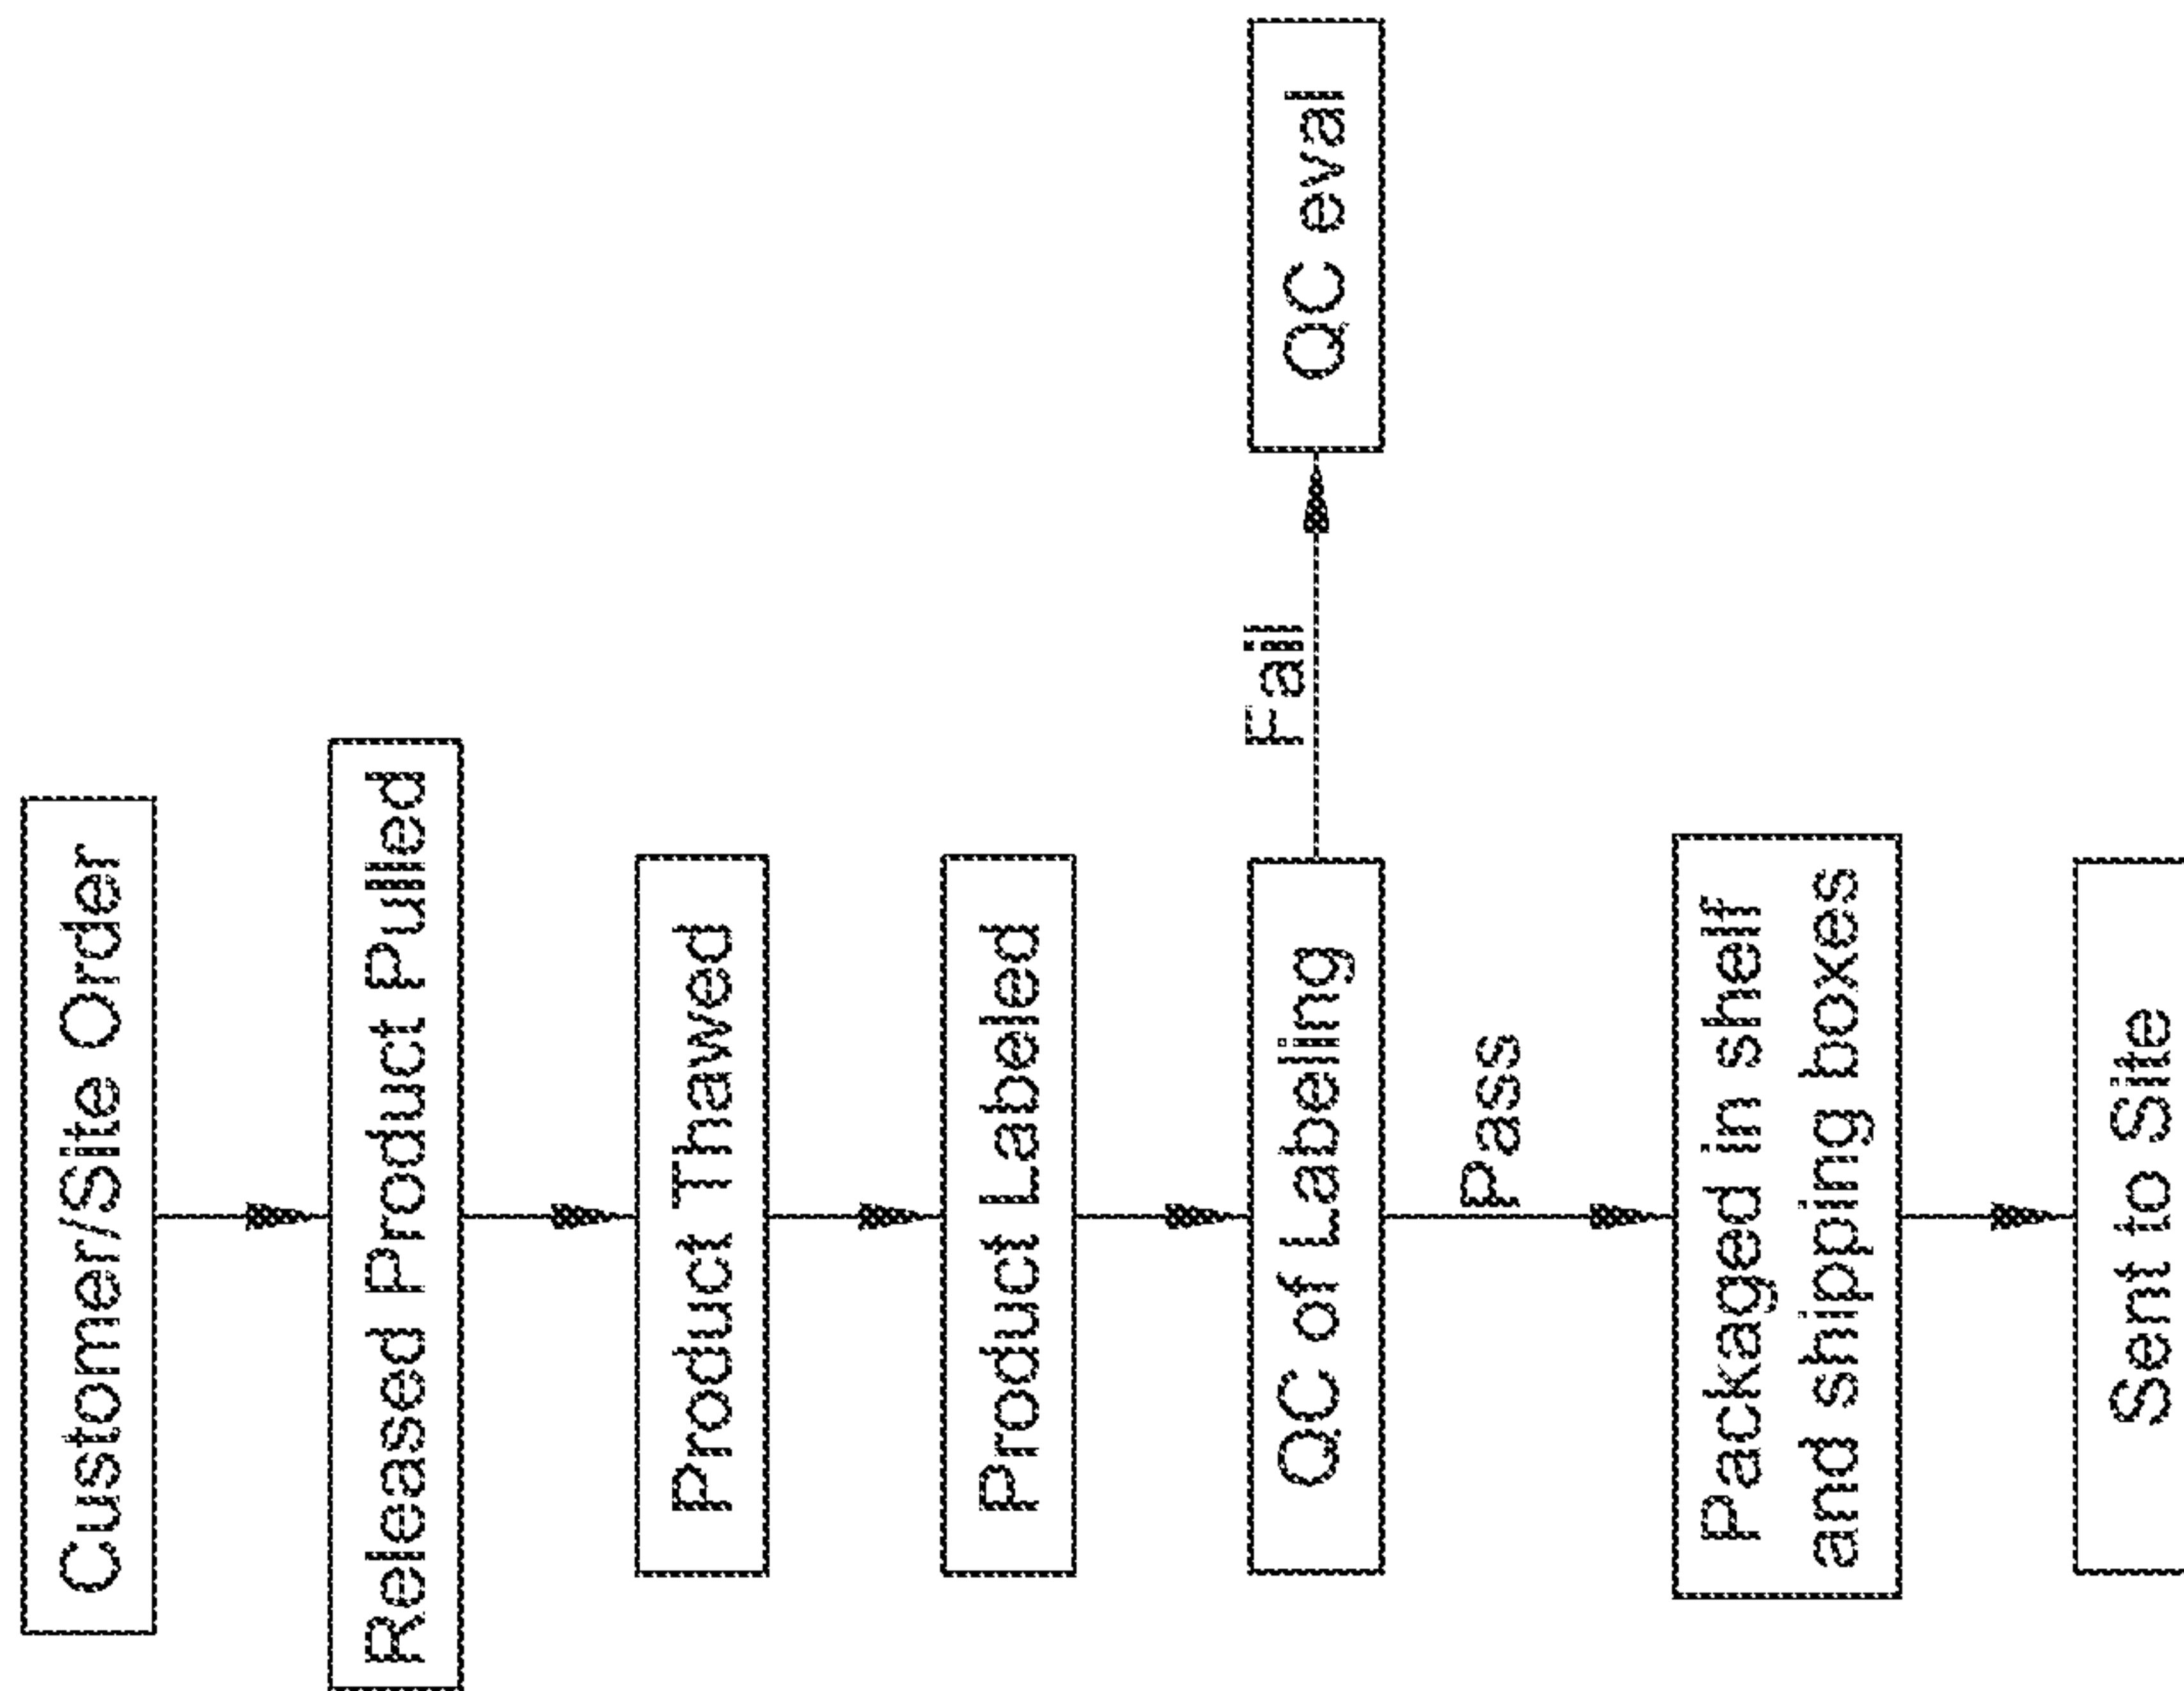 Customer/Site Order
Released Product Pulled
Product Thawed
Product Labeled
QC of Labeling
Fail
QC eval
Pass
Packaged in shelf
and shipping boxes
Sent to Site